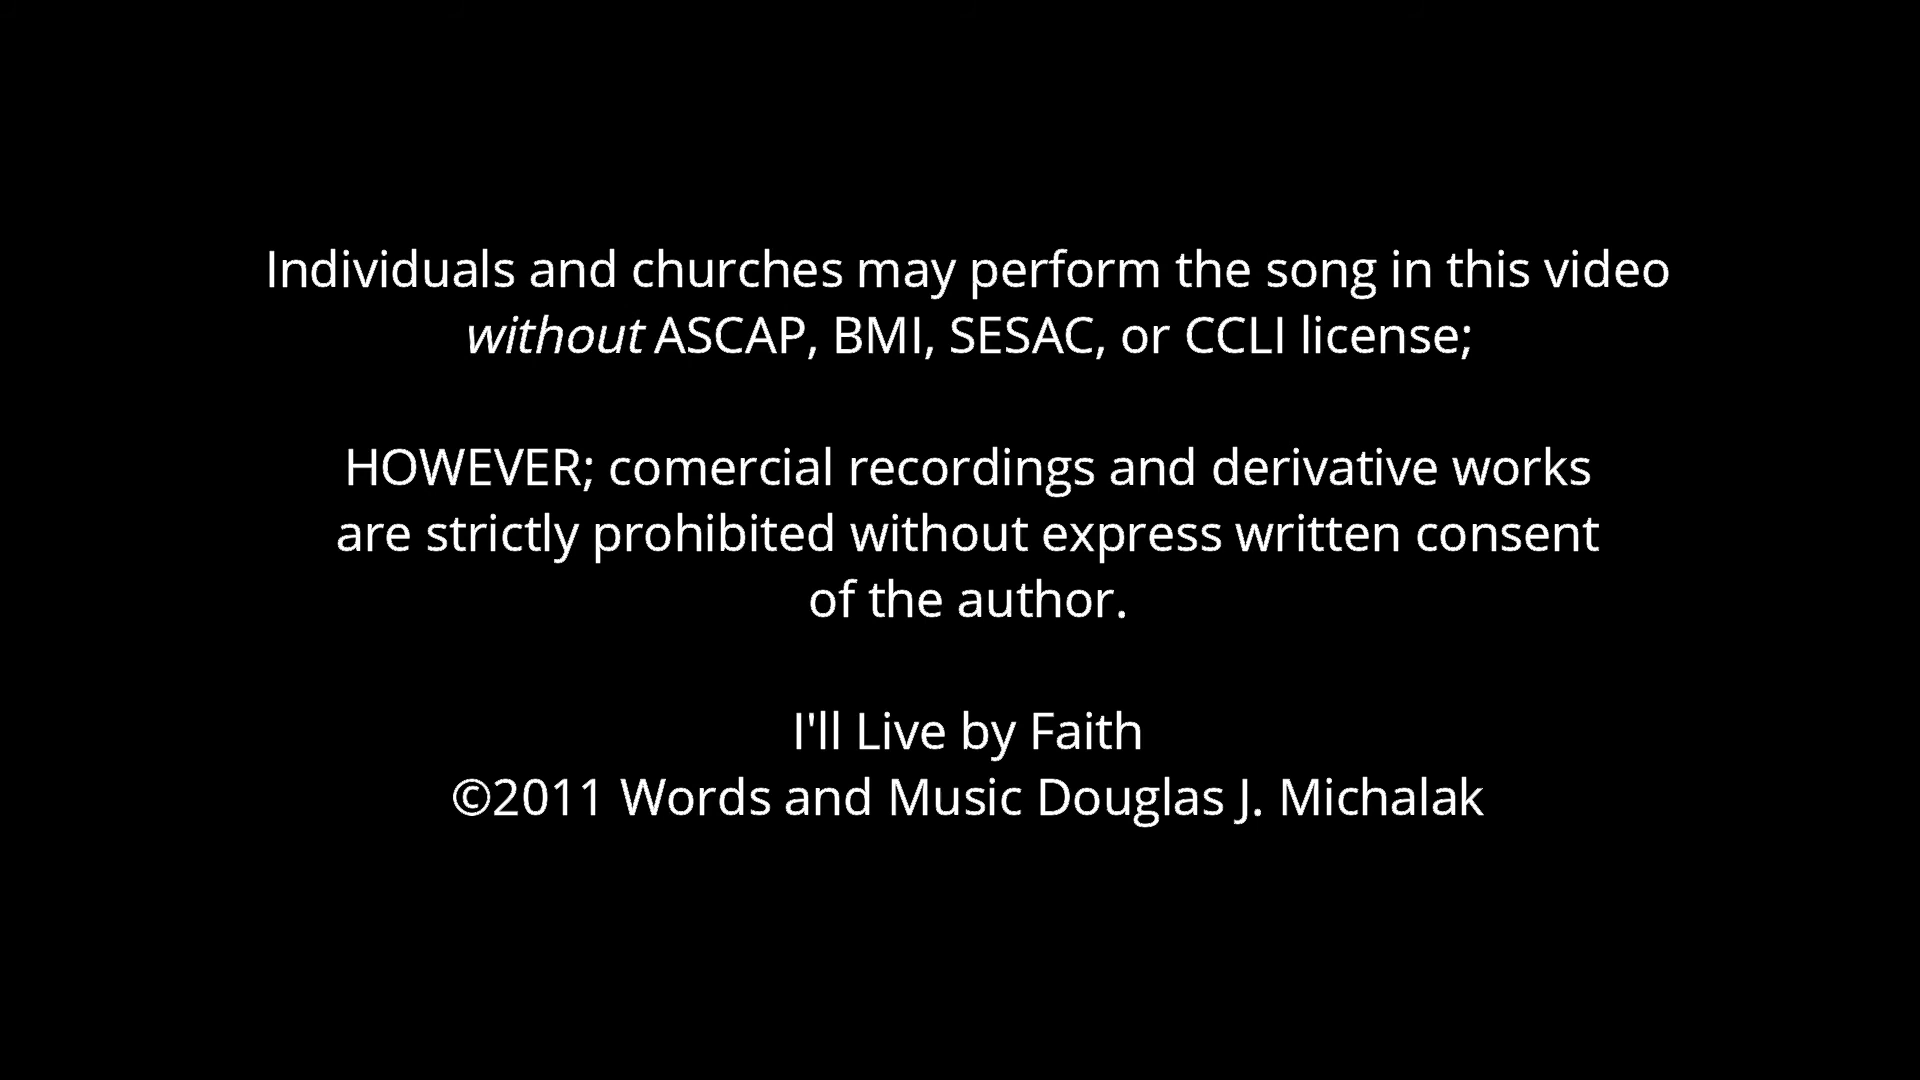 Individuals and churches may perform the song in this video
without ASCAP, BMI, SESAC, or CCLI license;
HOWEVER; comercial recordings and derivative works
are strictly prohibited without express written consent
of the author.
I'll Live by Faith
©2011 Words and Music Douglas J. Michalak